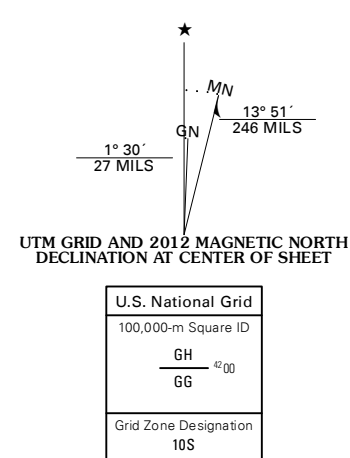 ★
MN
GN
13° 51´
246 MILS
1° 30´
27 MILS
UTM GRID AND 2012 MAGNETIC NORTH
DECLINATION AT CENTER OF SHEET
U.S. National Grid
100,000-m Square ID
GH
4200
GG
Grid Zone Designation
10S